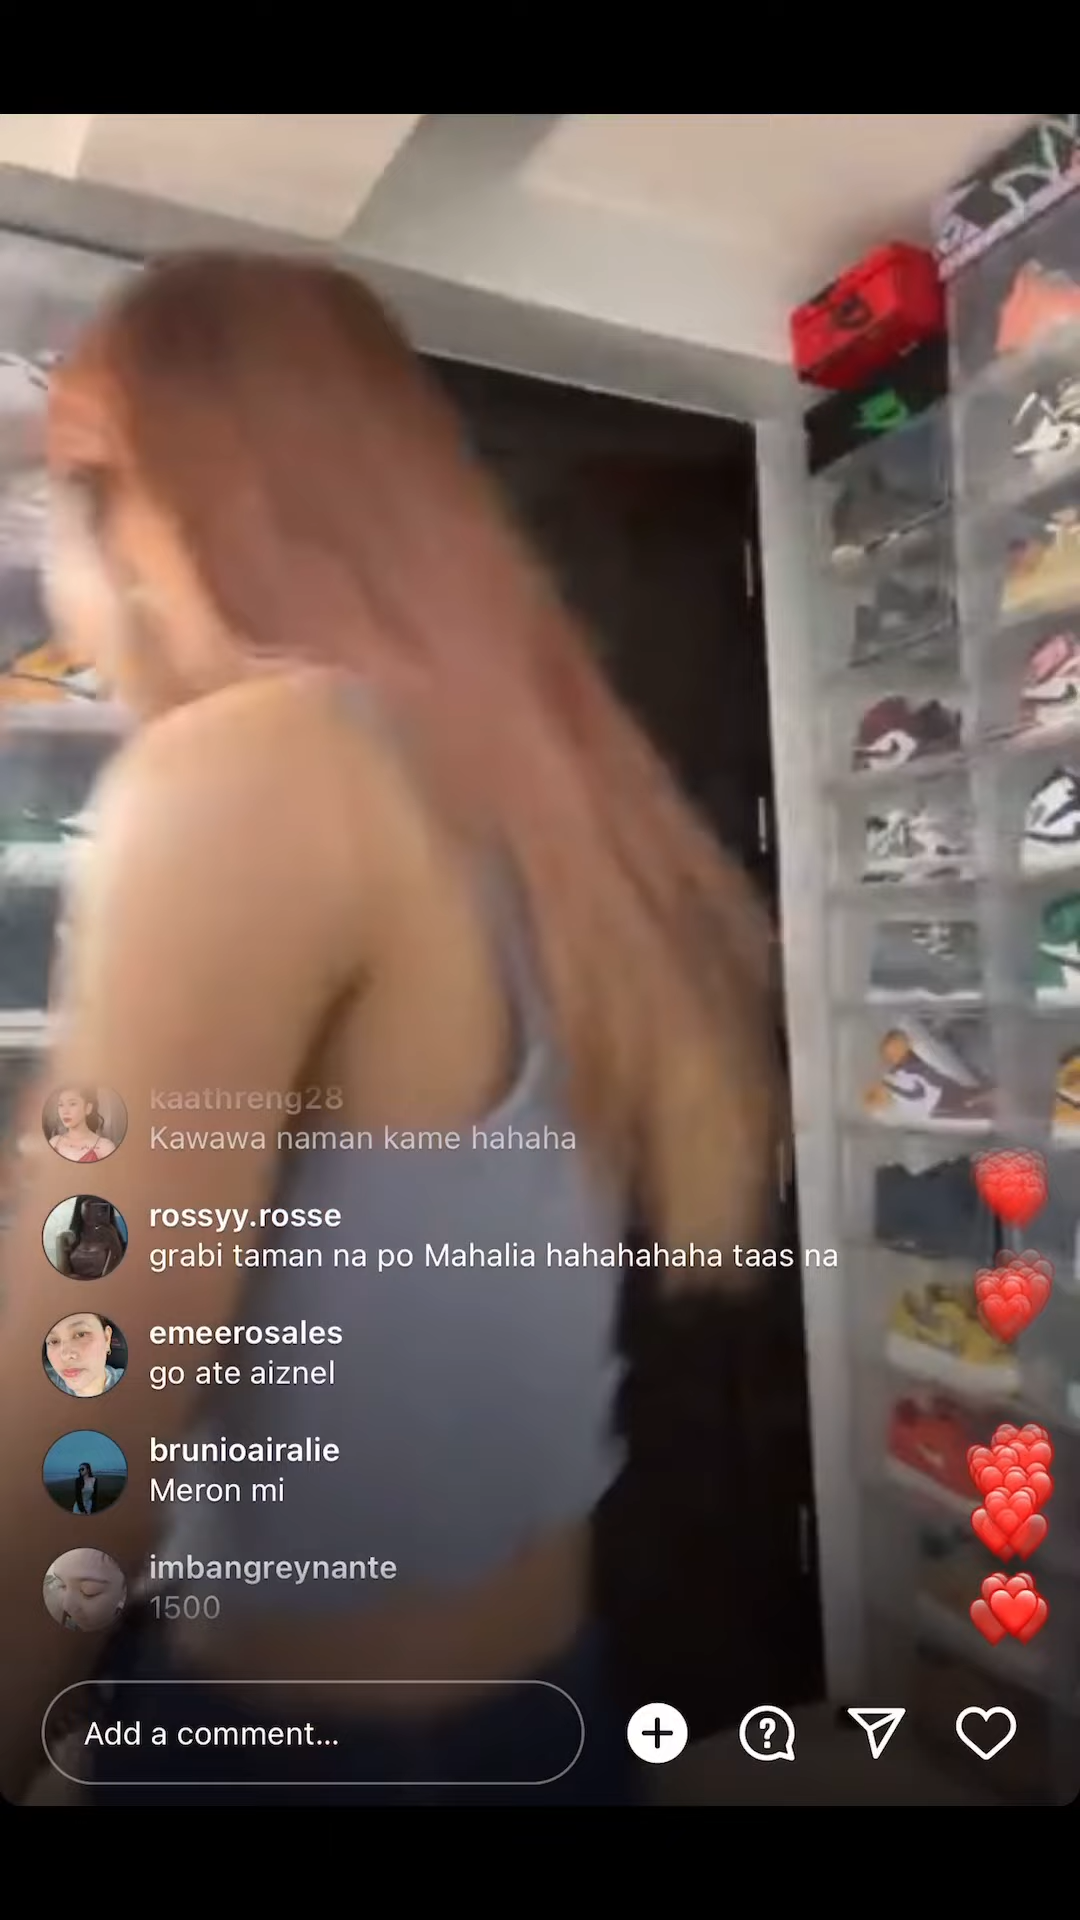 kaathreng28
Kawawa naman kame hahaha
rossyy.rosse
grabi taman na po Mahalia hahahahaha taas na
emeerosales
go ate aiznel
brunioairalie
Meron mi
imbangreynante
1500
Add a comment...